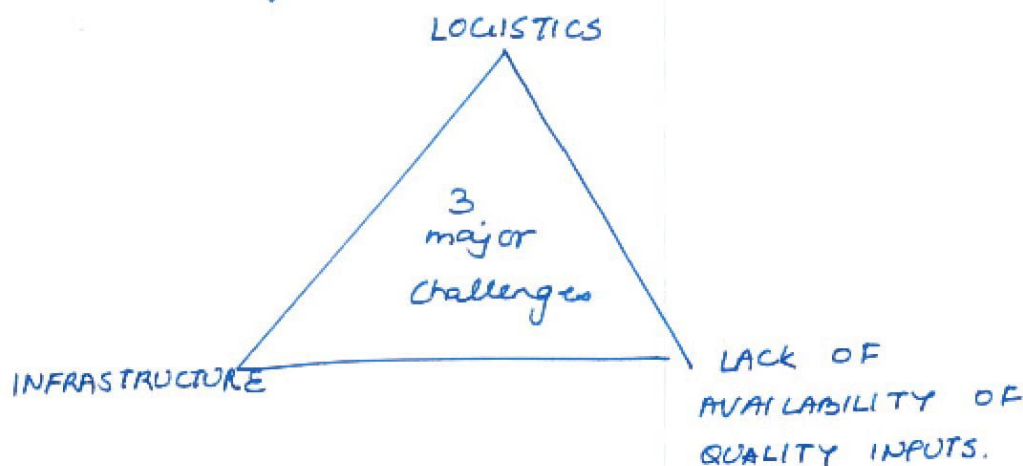 LOGISTICS
3
major
challenges
INFRASTRUCTURE
LACK OF
AVAILABILITY OF
QUALITY INPUTS.